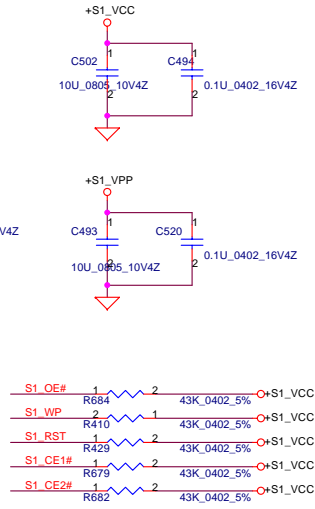 +S1_VCC
1 1
C502 C494
10U_0805_10V4Z 0.1U_0402_16V4Z
2 2
+S1_VPP
1 1
V4Z C493 C520
10U_0805_10V4Z 0.1U_0402_16V4Z
2 2
S1_OE# 1 2 +S1_VCC
R684 43K_0402_5%
S1_WP 2 1 +S1_VCC
R410 43K_0402_5%
S1_RST 1 2 +S1_VCC
R429 43K_0402_5%
S1_CE1# 1 2 +S1_VCC
R679 43K_0402_5%
S1_CE2# 1 2 +S1_VCC
R682 43K_0402_5%